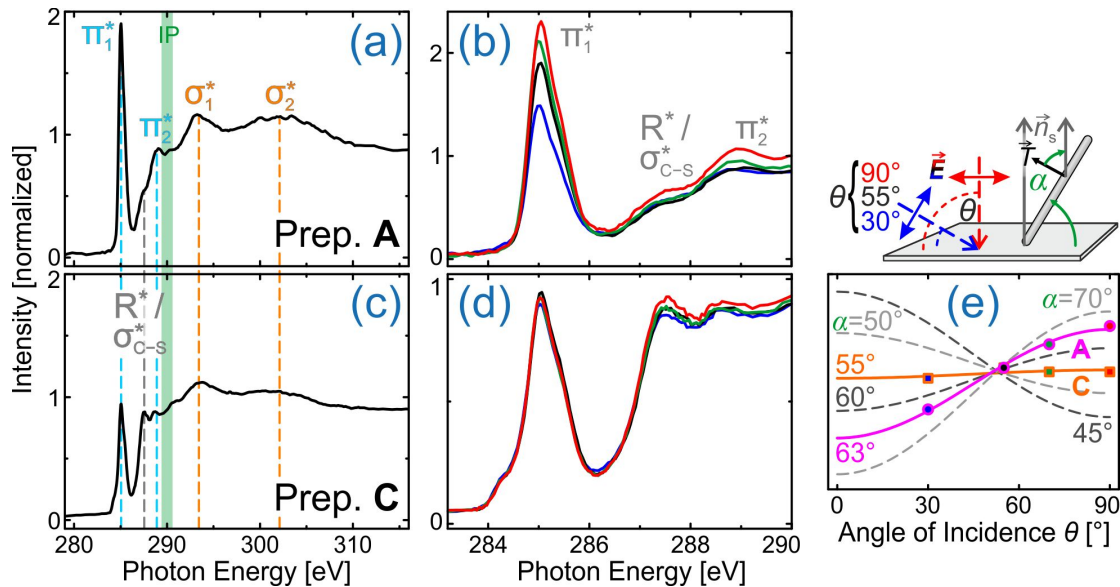 2
1
0
π₁*
IP
π₂*
σ₁*
σ₂*
(a)
Prep. A
2
1
0
R* /
σ*C–S
(c)
Prep. C
280
290
300
310
Photon Energy [eV]
Intensity [normalized]
2
1
0
π₁*
(b)
R* /
σ*C–S
π₂*
1
0
(d)
284
286
288
290
Photon Energy [eV]
θ
90°
55°
30°
E
θ
T
n_s
α
α=50°
(e)
α=70°
A
55°
C
60°
63°
45°
0
30
60
90
Angle of Incidence θ [°]